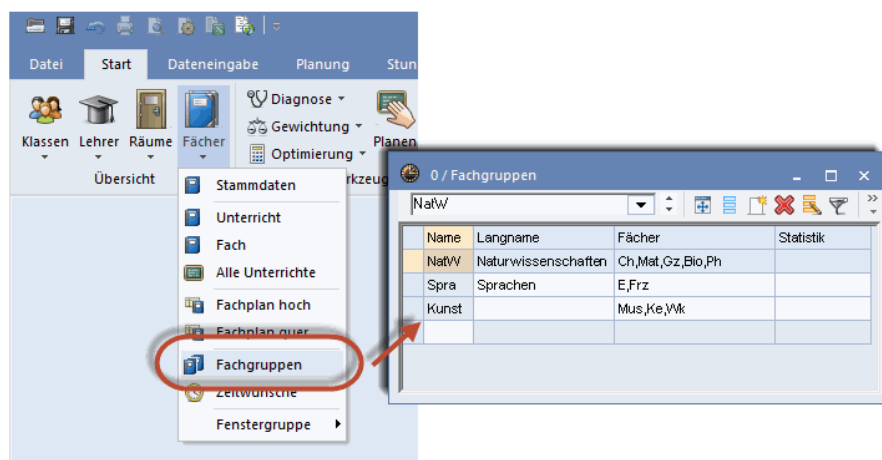 Datei Start Dateneingabe Planung Stun
Klassen Lehrer Räume Fächer Diagnose Planen
Gewichtung
Optimierung
Übersicht rkzeug
Stammdaten
Unterricht
Fach
Alle Unterrichte
Fachplan hoch
Fachplan quer
Fachgruppen
Zeitwünsche
Fenstergruppe
0 / Fachgruppen
NatW
Name Langname Fächer Statistik
NatW Naturwissenschaften Ch,Mat,Gz,Bio,Ph
Spra Sprachen E,Frz
Kunst Mus,Ke,Wk